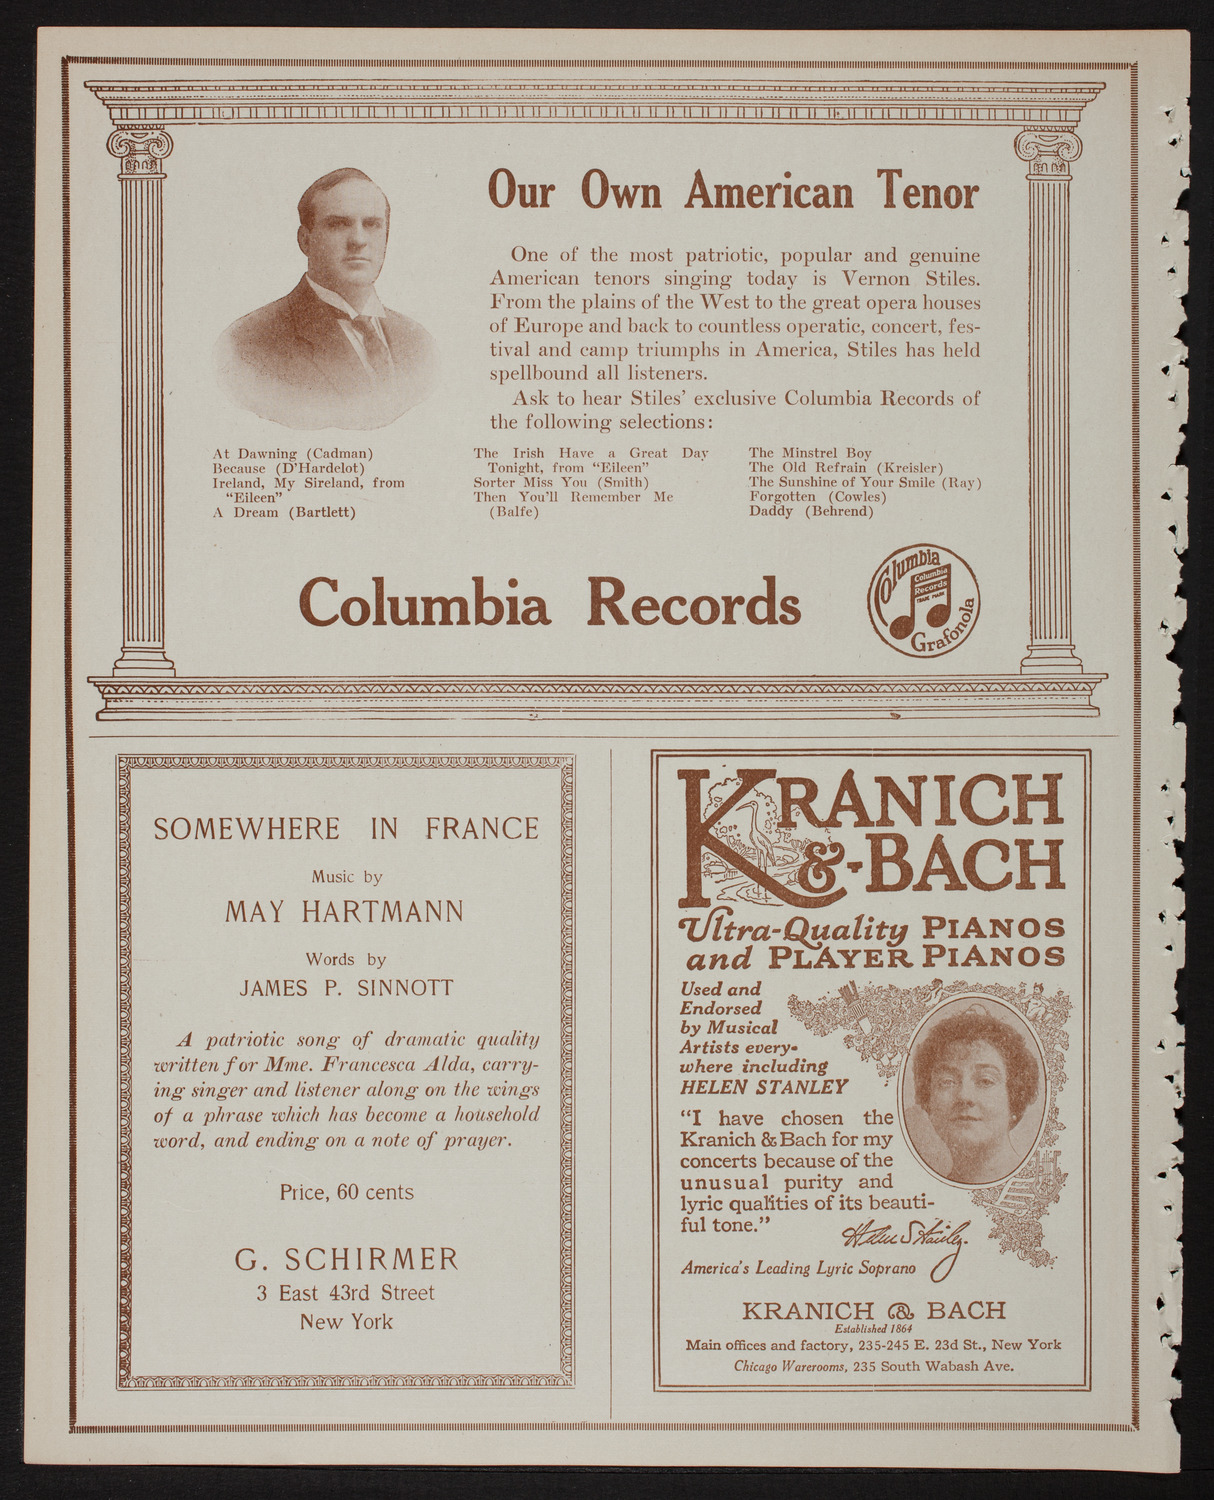 Our Own American Tenor
One of the most patriotic, popular and genuine
American tenors singing today is Vernon Stiles.
From the plains of the West to the great opera houses
of Europe and back to countless operatic, concert, fes-
tival and camp triumphs in America, Stiles has held
spellbound all listeners.
Ask to hear Stiles' exclusive Columbia Records of
the following selections:
At Dawning (Cadman)
Because (D'Hardelot)
Ireland, My Sireland, from
"Eileen"
A Dream (Bartlett)
The Irish Have a Great Day
Tonight, from "Eileen"
Sorter Miss You (Smith)
Then You'll Remember Me
(Balfe)
The Minstrel Boy
The Old Refrain (Kreisler)
The Sunshine of Your Smile (Ray)
Forgotten (Cowles)
Daddy (Behrend)
Columbia Records
Columbia
Columbia
Records
TRADE MARK
Grafonola
SOMEWHERE IN FRANCE
Music by
MAY HARTMANN
Words by
JAMES P. SINNOTT
A patriotic song of dramatic quality
written for Mme. Francesca Alda, carry-
ing singer and listener along on the wings
of a phrase which has become a household
word, and ending on a note of prayer.
Price, 60 cents
G. SCHIRMER
3 East 43rd Street
New York
KRANICH
&-BACH
Ultra-Quality PIANOS
and PLAYER PIANOS
Used and
Endorsed
by Musical
Artists every-
where including
HELEN STANLEY
"I have chosen the
Kranich & Bach for my
concerts because of the
unusual purity and
lyric qualities of its beauti-
ful tone."
Helen Stanley.
America's Leading Lyric Soprano
KRANICH & BACH
Established 1864
Main offices and factory, 235-245 E. 23d St., New York
Chicago Warerooms, 235 South Wabash Ave.